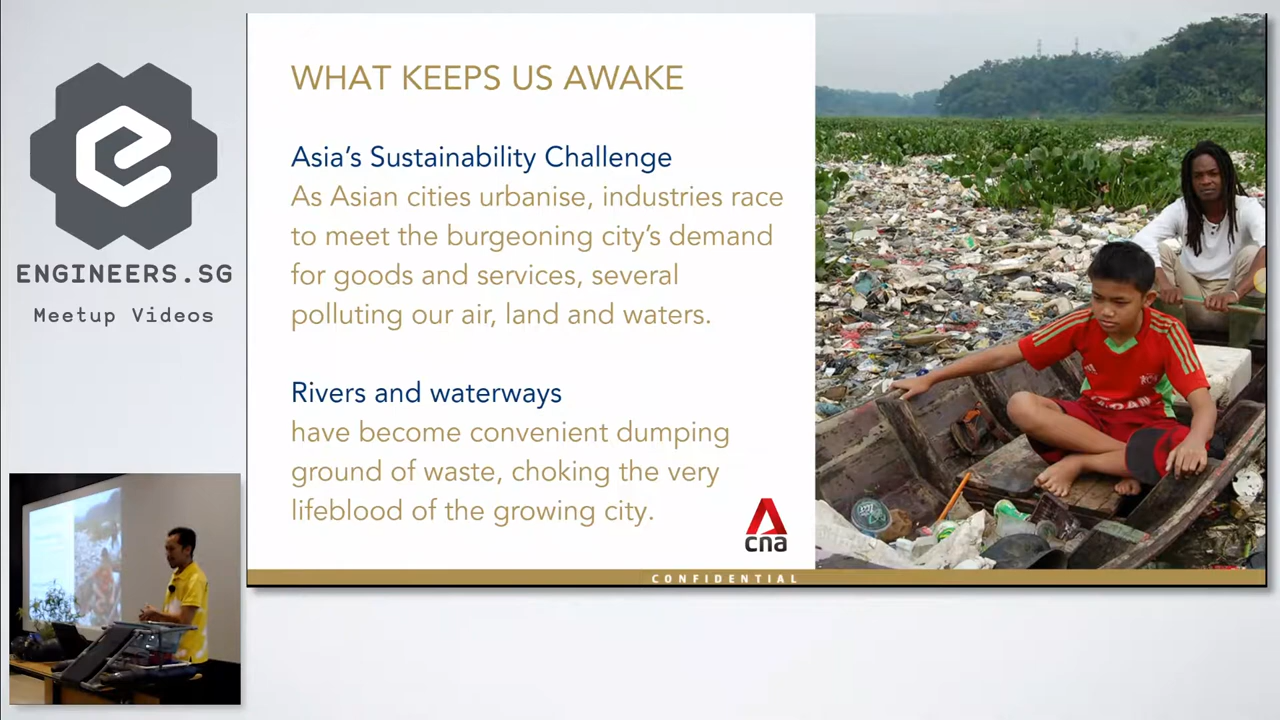 WHAT KEEPS US AWAKE
Asia's Sustainability Challenge
As Asian cities urbanise, industries race
to meet the burgeoning city's demand
for goods and services, several
polluting our air, land and waters.
Rivers and waterways
have become convenient dumping
ground of waste, choking the very
lifeblood of the growing city.
cna
CONFIDENTIAL
ENGINEERS.SG
Meetup Videos